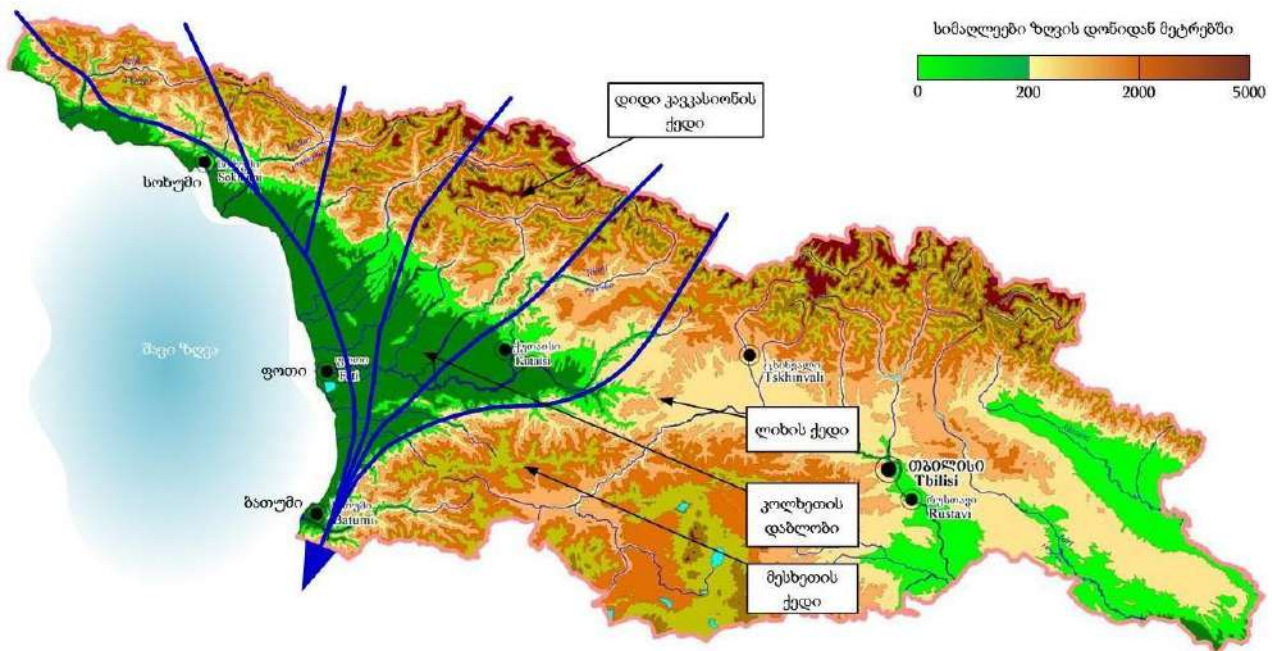 სიმაღლეები ზღვის დონიდან მეტრებში
0 200 2000 5000
დიდი კავკასიონის
ქედი
Sokhumi
სოხუმი
შავი ზღვა
ქუთაისი
Kutaisi
ცხინვალი
Tskhinvali
ფოთი
ლიხის ქედი
თბილისი
Tbilisi
რუსთავი
Rustavi
კოლხეთის
დაბლობი
ბათუმი
Batumi
მესხეთის
ქედი